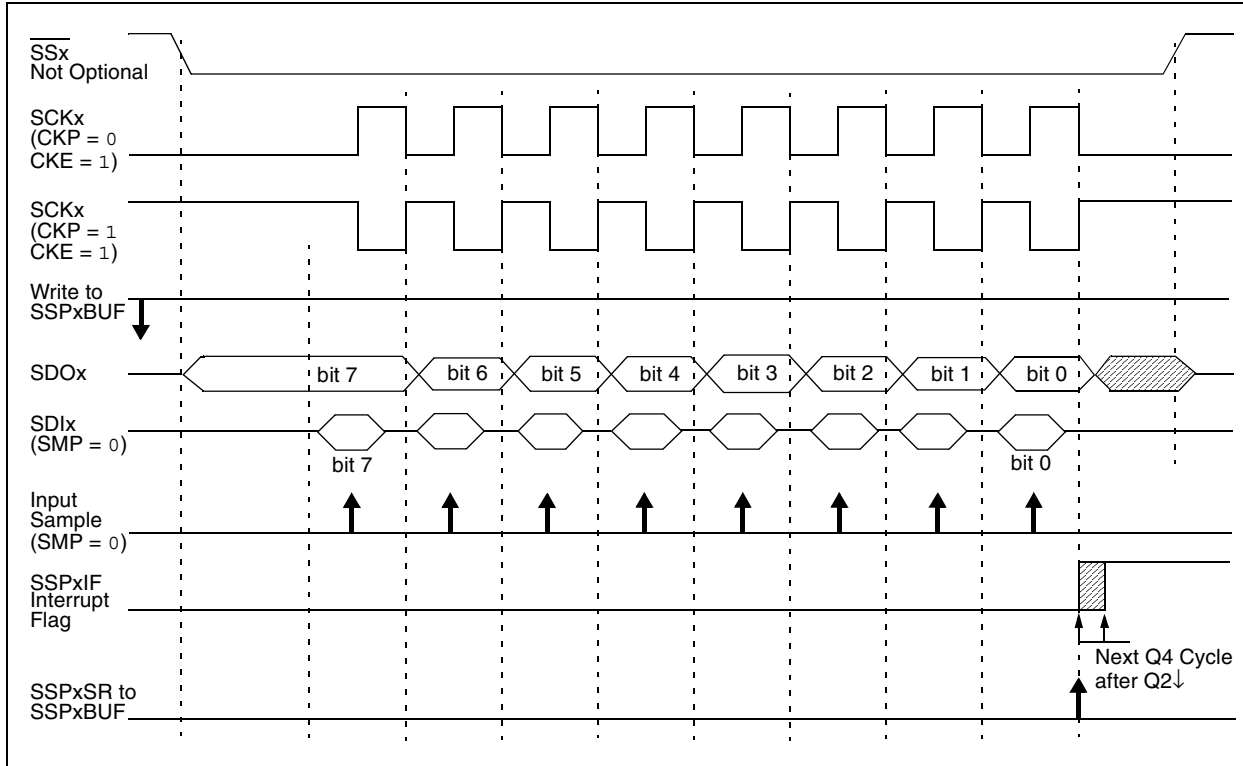 SSx
Not Optional
SCKx
(CKP = 0
CKE = 1)
SCKx
(CKP = 1
CKE = 1)
Write to
SSPxBUF
SDOx
bit 7
bit 6
bit 5
bit 4
bit 3
bit 2
bit 1
bit 0
SDIx
(SMP = 0)
bit 7
bit 0
Input
Sample
(SMP = 0)
SSPxIF
Interrupt
Flag
Next Q4 Cycle
after Q2↓
SSPxSR to
SSPxBUF